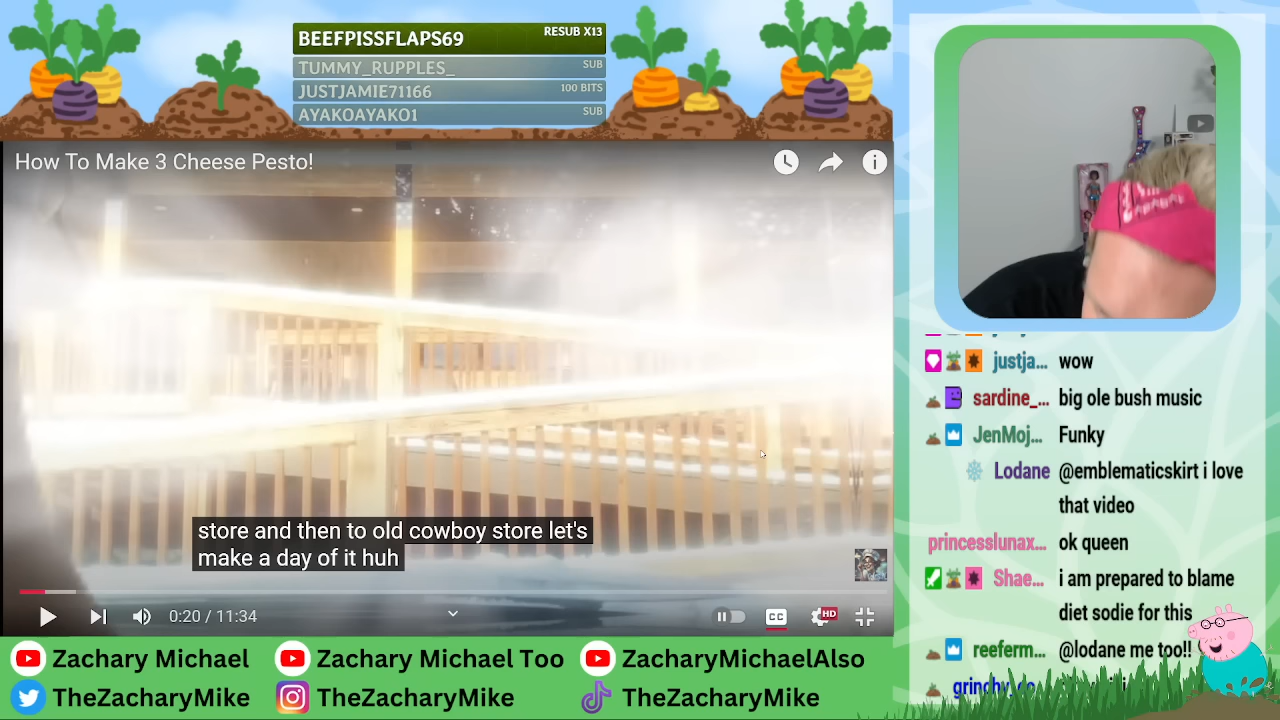 BEEFPISSFLAPS69 RESUB X13
TUMMY_RUPPLES_ SUB
JUSTJAMIE71166 100 BITS
AYAKOAYAKO1 SUB
How To Make 3 Cheese Pesto!
store and then to old cowboy store let's
make a day of it huh
0:20 / 11:34
CC
HD
justja... wow
sardine_... big ole bush music
JenMoj... Funky
Lodane @emblematicskirt i love
that video
princesslunax... ok queen
Shae... i am prepared to blame
diet sodie for this
reeferm... @lodane me too!!
Zachary Michael
Zachary Michael Too
ZacharyMichaelAlso
TheZacharyMike
TheZacharyMike
TheZacharyMike